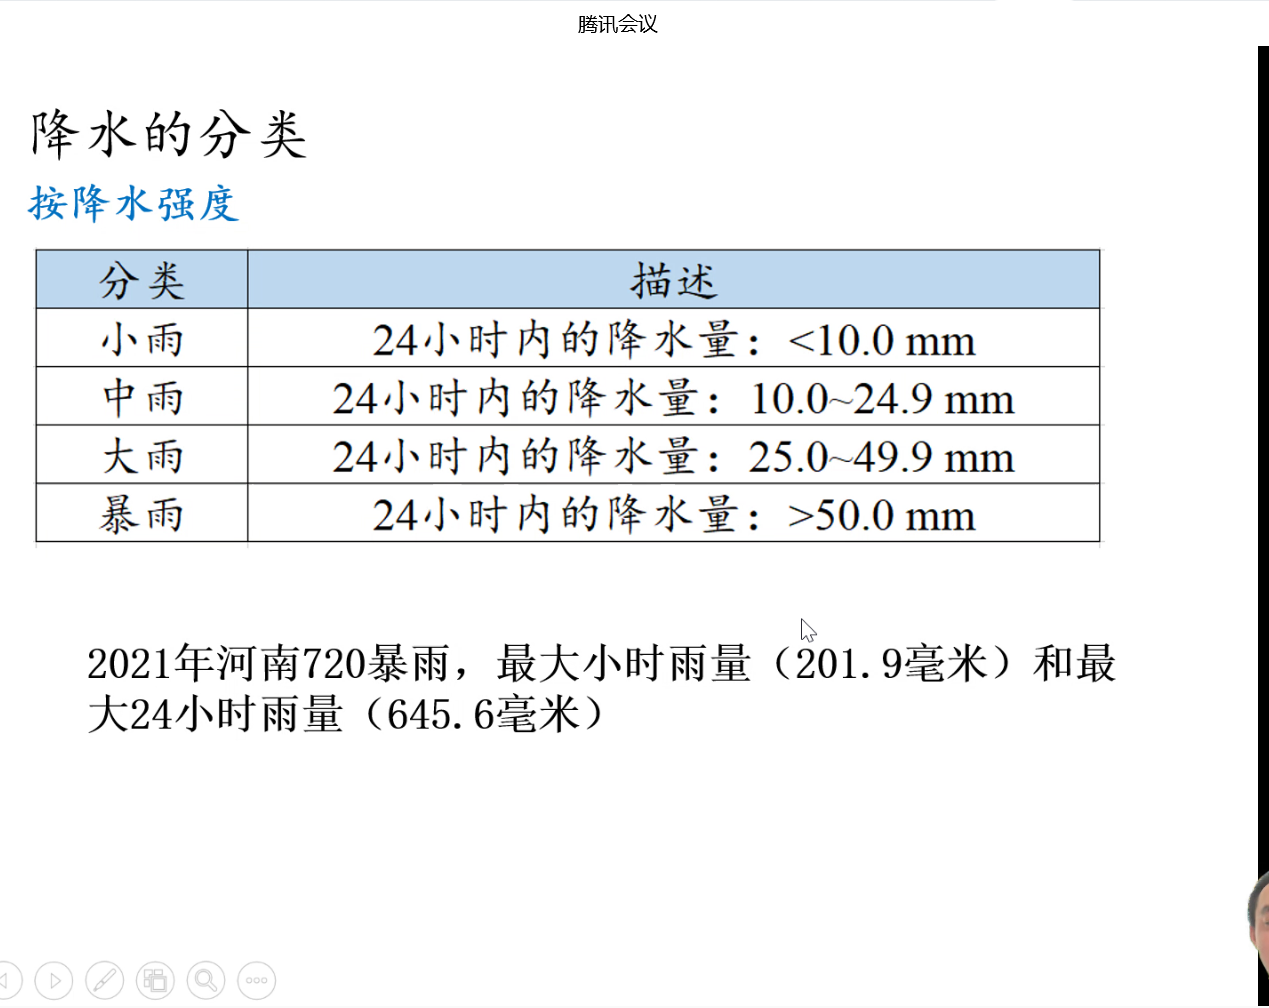 腾讯会议
降水的分类
按降水强度
分类 描述
小雨 24小时内的降水量：<10.0 mm
中雨 24小时内的降水量：10.0~24.9 mm
大雨 24小时内的降水量：25.0~49.9 mm
暴雨 24小时内的降水量：>50.0 mm
2021年河南720暴雨，最大小时雨量（201.9毫米）和最
大24小时雨量（645.6毫米）